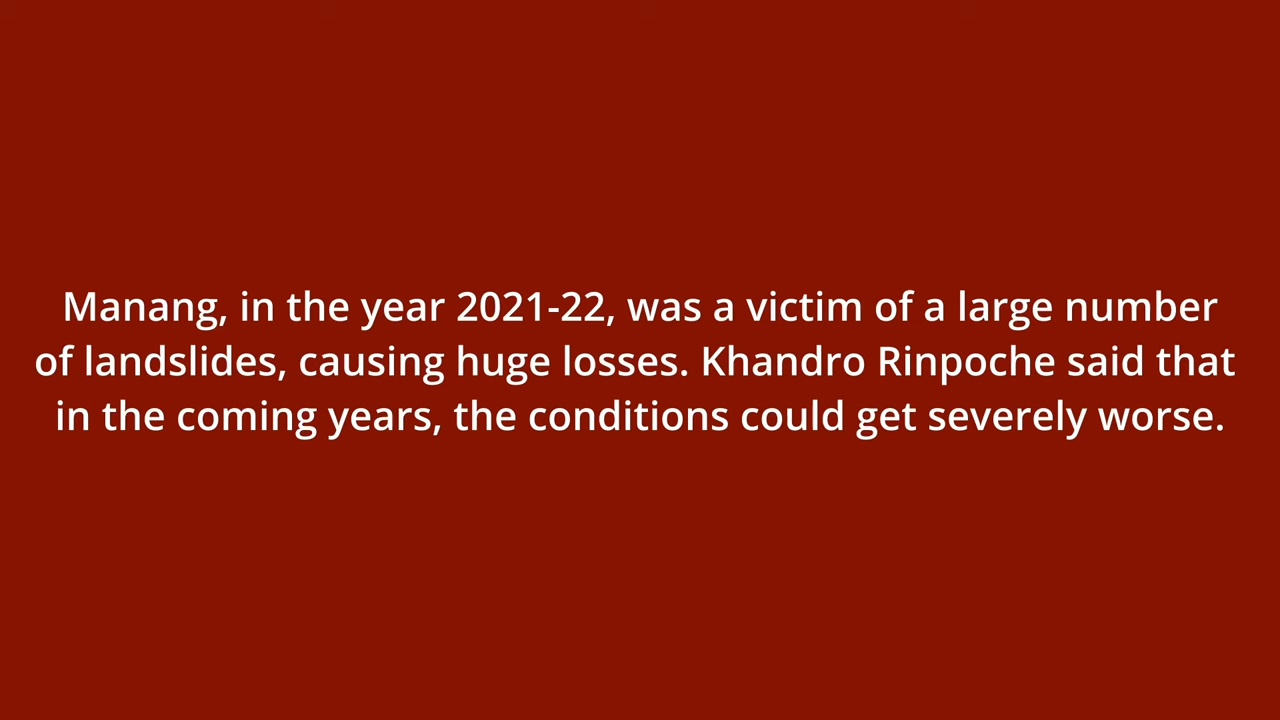 Manang, in the year 2021-22, was a victim of a large number
of landslides, causing huge losses. Khandro Rinpoche said that
in the coming years, the conditions could get severely worse.